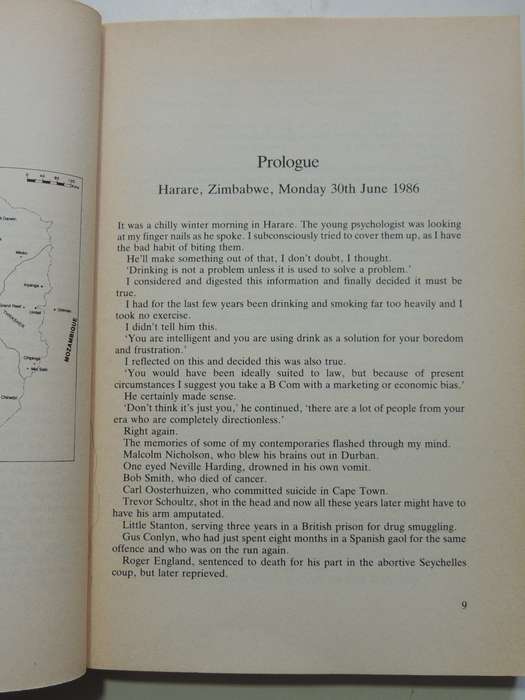 MOZAMBIQUE
Prologue
Harare, Zimbabwe, Monday 30th June 1986
It was a chilly winter morning in Harare. The young psychologist was looking
at my finger nails as he spoke. I subconsciously tried to cover them up, as I have
the bad habit of biting them.
He'll make something out of that, I don't doubt, I thought.
'Drinking is not a problem unless it is used to solve a problem.'
I considered and digested this information and finally decided it must be
true.
I had for the last few years been drinking and smoking far too heavily and I
took no exercise.
I didn't tell him this.
'You are intelligent and you are using drink as a solution for your boredom
and frustration.'
I reflected on this and decided this was also true.
'You would have been ideally suited to law, but because of present
circumstances I suggest you take a B Com with a marketing or economic bias.'
He certainly made sense.
'Don't think it's just you,' he continued, 'there are a lot of people from your
era who are completely directionless.'
Right again.
The memories of some of my contemporaries flashed through my mind.
Malcolm Nicholson, who blew his brains out in Durban.
One eyed Neville Harding, drowned in his own vomit.
Bob Smith, who died of cancer.
Carl Oosterhuizen, who committed suicide in Cape Town.
Trevor Schoultz, shot in the head and now all these years later might have to
have his arm amputated.
Little Stanton, serving three years in a British prison for drug smuggling.
Gus Conlyn, who had just spent eight months in a Spanish gaol for the same
offence and who was on the run again.
Roger England, sentenced to death for his part in the abortive Seychelles
coup, but later reprieved.
9